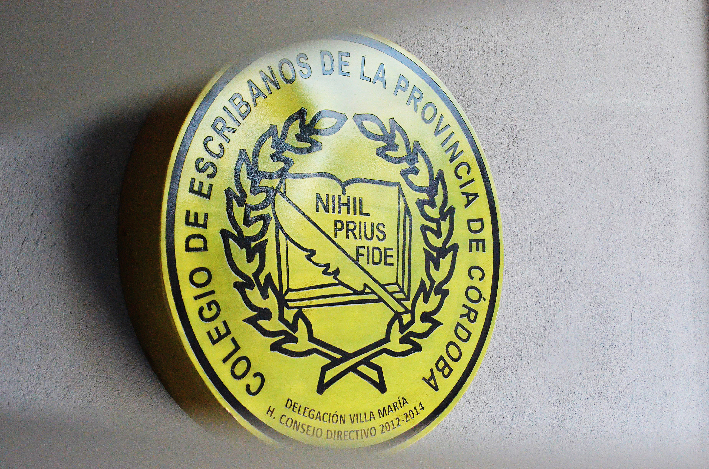 COLEGIO DE ESCRIBANOS DE LA PROVINCIA DE CÓRDOBA
NIHIL
PRIUS
FIDE
DELEGACIÓN VILLA MARÍA
H. CONSEJO DIRECTIVO 2012-2014